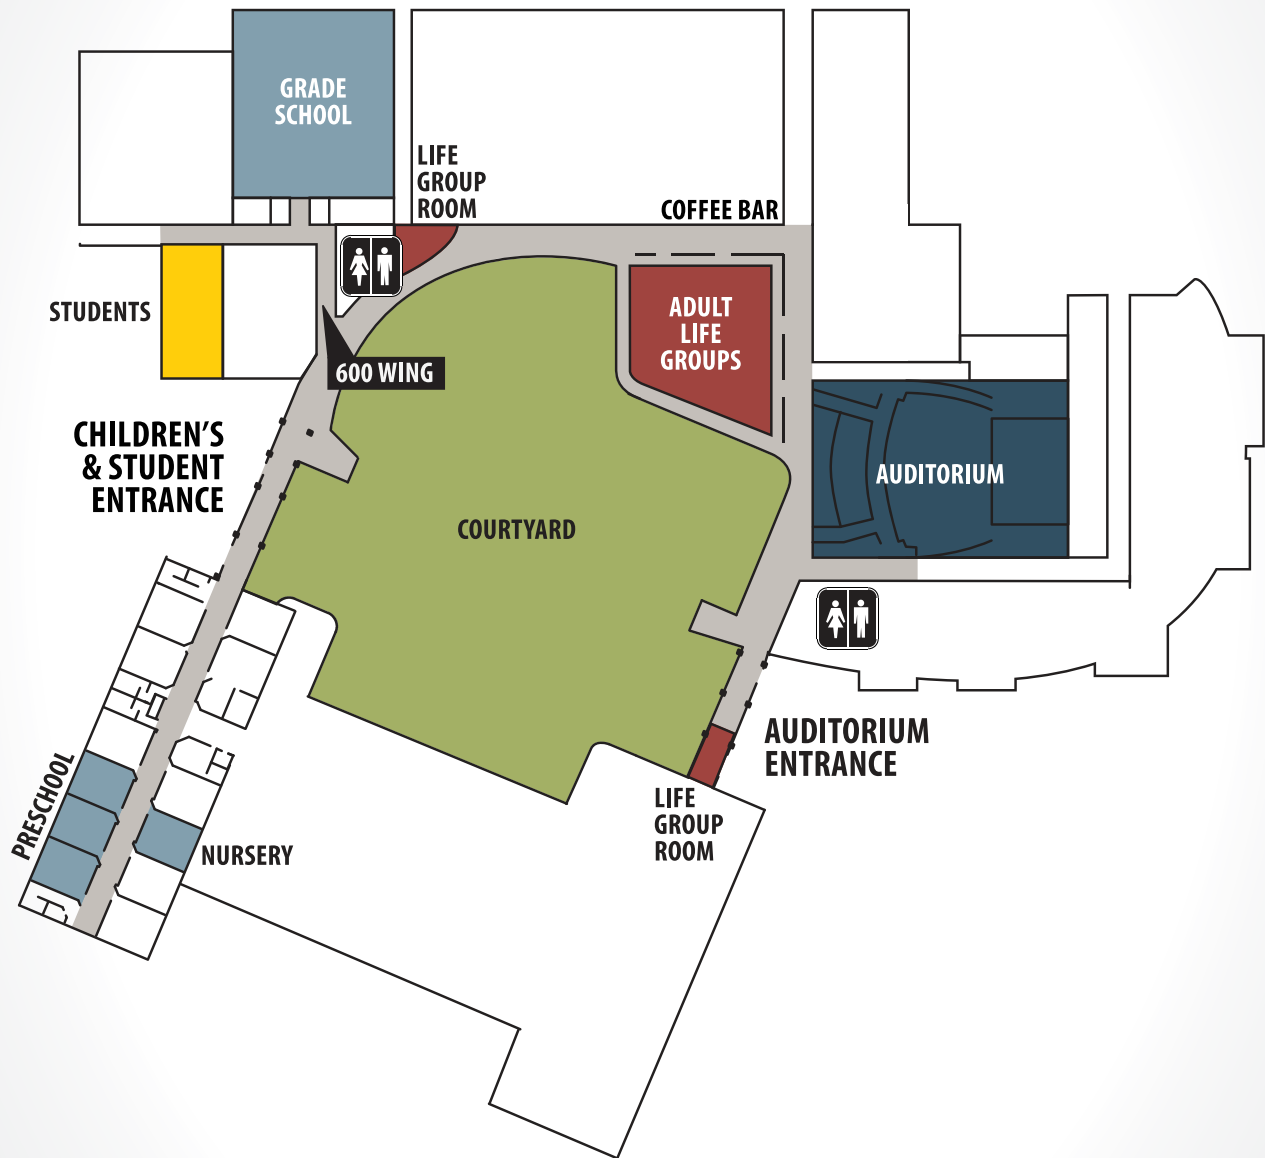 GRADE
SCHOOL
LIFE
GROUP
ROOM
COFFEE BAR
STUDENTS
ADULT
LIFE
GROUPS
600 WING
CHILDREN'S
& STUDENT
ENTRANCE
AUDITORIUM
COURTYARD
AUDITORIUM
ENTRANCE
PRESCHOOL
NURSERY
LIFE
GROUP
ROOM